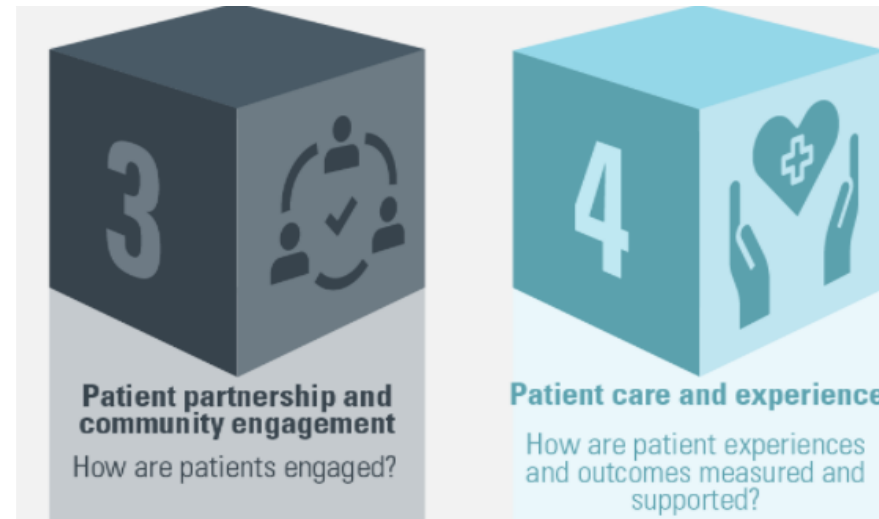 3
Patient partnership and
community engagement
How are patients engaged?
4
Patient care and experience
How are patient experiences
and outcomes measured and
supported?